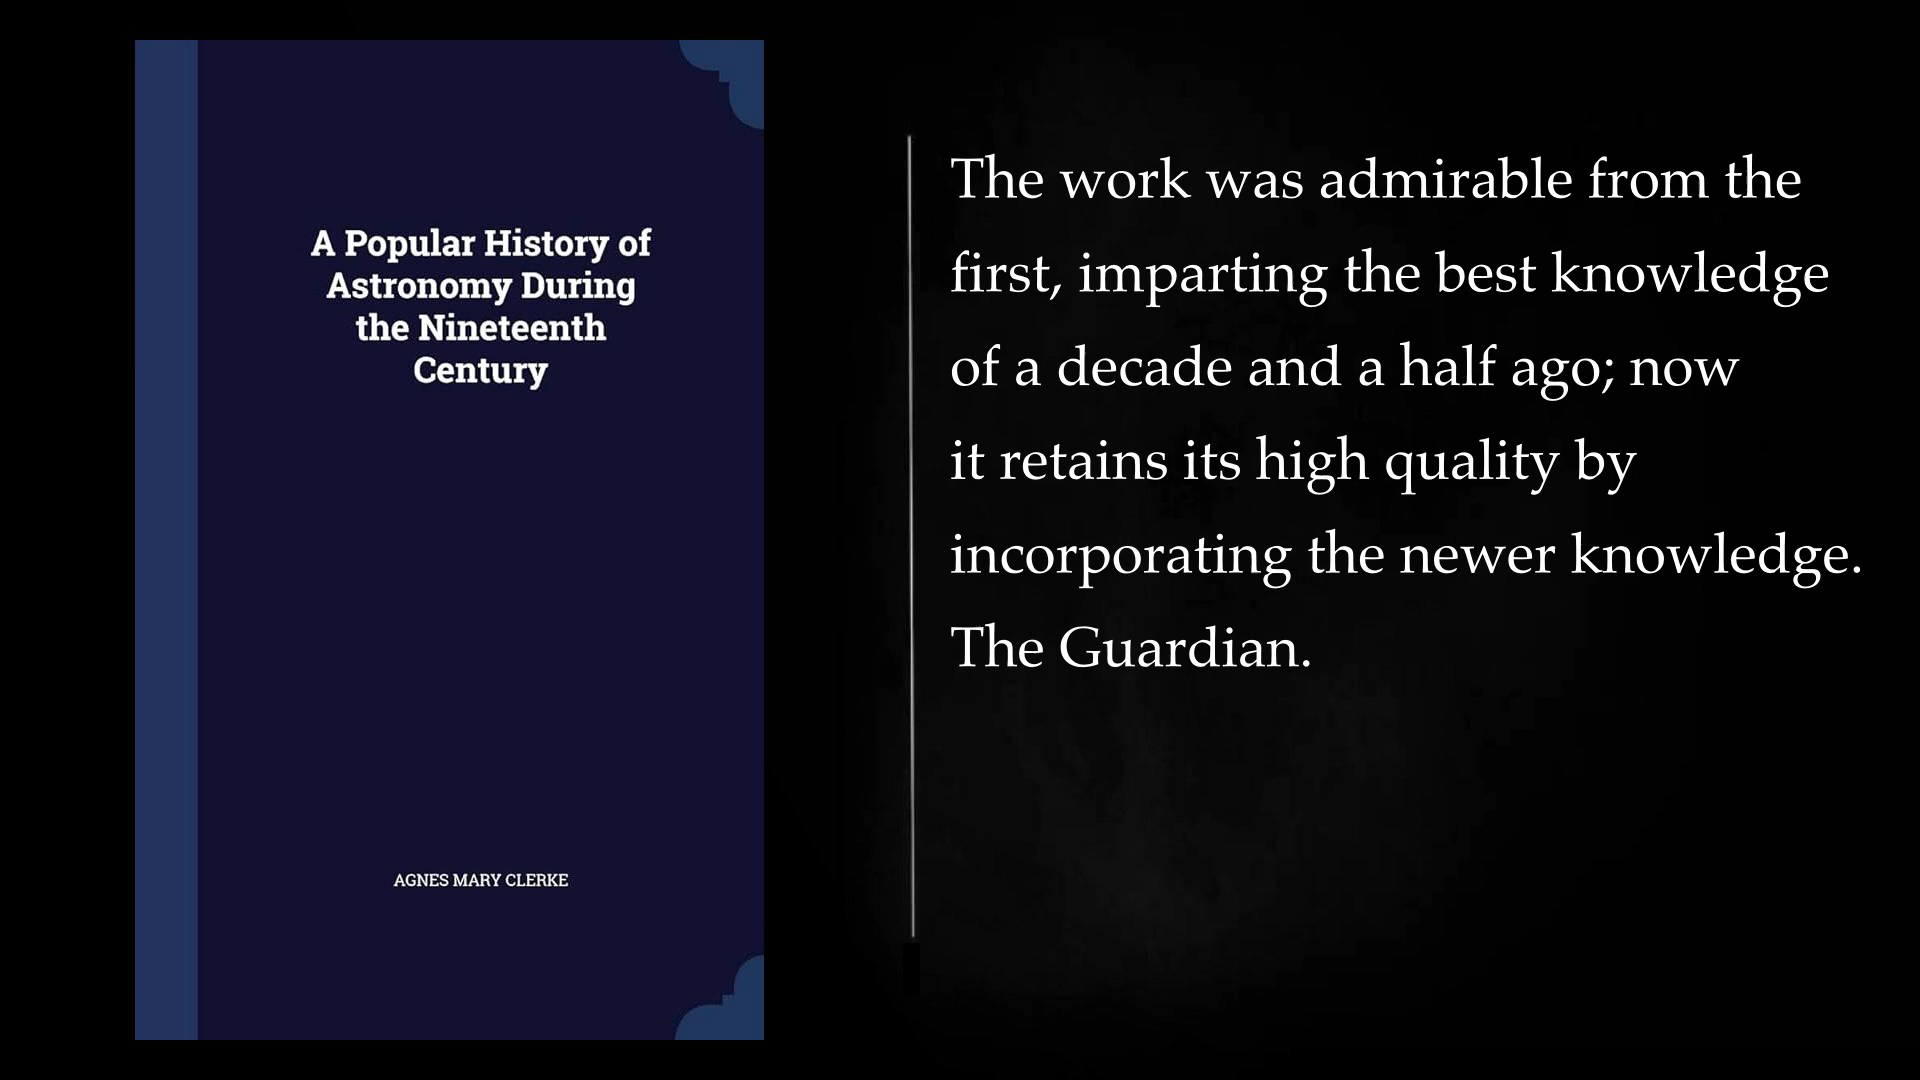 A Popular History of
Astronomy During
the Nineteenth
Century
AGNES MARY CLERKE
The work was admirable from the
first, imparting the best knowledge
of a decade and a half ago; now
it retains its high quality by
incorporating the newer knowledge.
The Guardian.